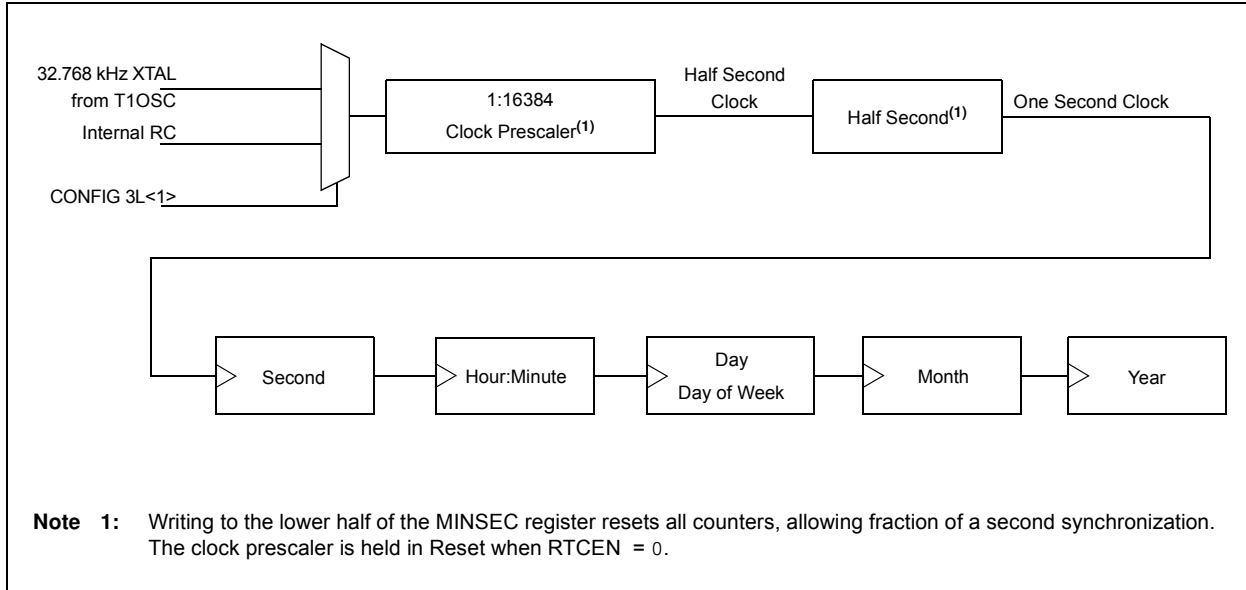 32.768 kHz XTAL
from T1OSC
Internal RC
CONFIG 3L<1>
1:16384
Clock Prescaler(1)
Half Second
Clock
Half Second(1)
One Second Clock
Second
Hour:Minute
Day
Day of Week
Month
Year
Note 1: Writing to the lower half of the MINSEC register resets all counters, allowing fraction of a second synchronization.
The clock prescaler is held in Reset when RTCEN = 0.